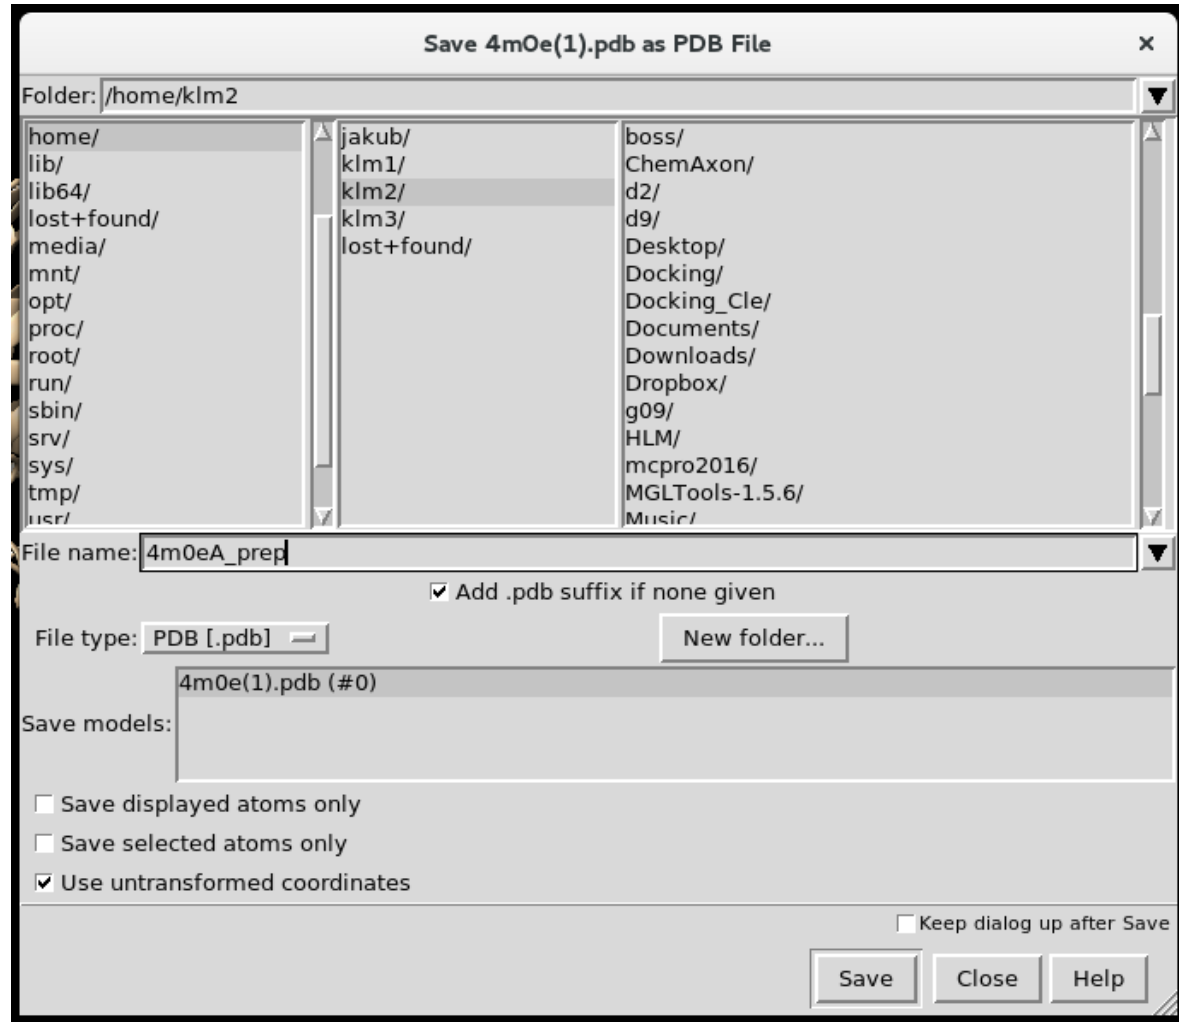 Save 4m0e(1).pdb as PDB File
×
Folder: /home/klm2
home/
lib/
lib64/
lost+found/
media/
mnt/
opt/
proc/
root/
run/
sbin/
srv/
sys/
tmp/
usr/
jakub/
klm1/
klm2/
klm3/
lost+found/
boss/
ChemAxon/
d2/
d9/
Desktop/
Docking/
Docking_Cle/
Documents/
Downloads/
Dropbox/
g09/
HLM/
mcpro2016/
MGLTools-1.5.6/
Music/
File name: 4m0eA_prep
Add .pdb suffix if none given
File type: PDB [.pdb]
New folder...
4m0e(1).pdb (#0)
Save models:
Save displayed atoms only
Save selected atoms only
Use untransformed coordinates
Keep dialog up after Save
Save Close Help